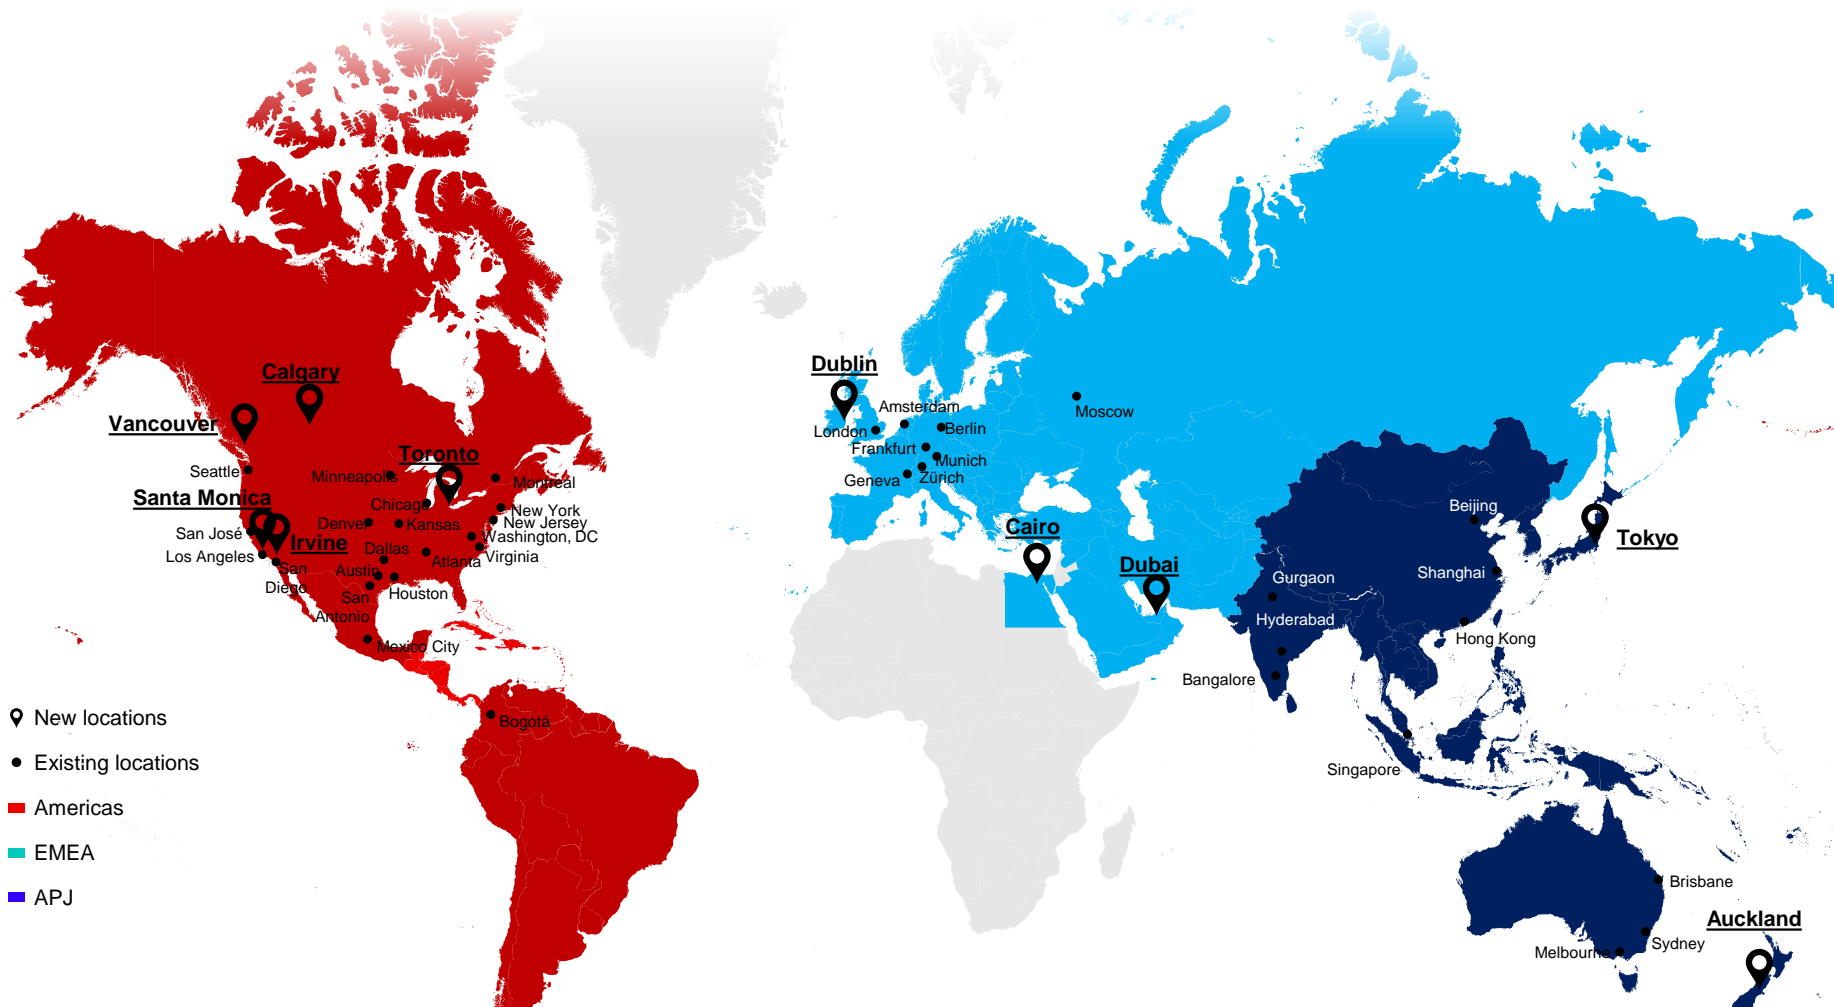 Calgary
Vancouver
Seattle
Minneapolis
Toronto
Montreal
Santa Monica
Chicago
New York
San José
Denver
Kansas
New Jersey
Irvine
Washington, DC
Los Angeles
San
Diego
Dallas
Atlanta
Virginia
Austin
San
Antonio
Houston
Mexico City
Bogotá
Dublin
Amsterdam
Moscow
London
Berlin
Frankfurt
Munich
Geneva
Zürich
Cairo
Dubai
Beijing
Tokyo
Gurgaon
Shanghai
Hyderabad
Hong Kong
Bangalore
Singapore
Brisbane
Auckland
Melbourne
Sydney
New locations
Existing locations
Americas
EMEA
APJ